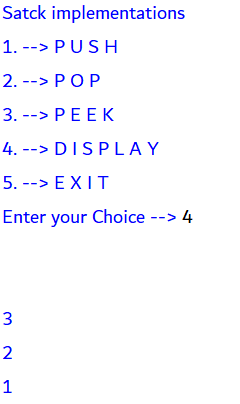 Satck implementations
1. --> P U S H
2. --> P O P
3. --> P E E K
4. --> D I S P L A Y
5. --> E X I T
Enter your Choice --> 4
3
2
1